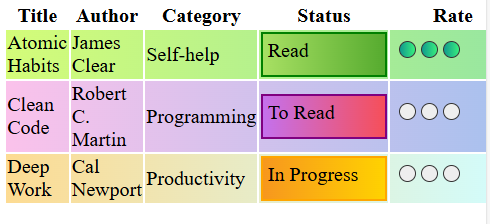 Title Author Category Status Rate
Atomic Habits James Clear Self-help Read
Clean Code Robert C. Martin Programming To Read
Deep Work Cal Newport Productivity In Progress